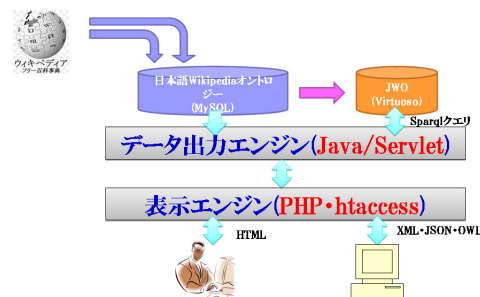 ウィキペディア
フリー百科事典
日本語Wikipediaオントロ
ジー
(MySQL)
JWO
(Virtuoso)
Sparqlクエリ
データ出力エンジン(Java/Servlet)
表示エンジン(PHP・htaccess)
HTML
XML・JSON・OWL